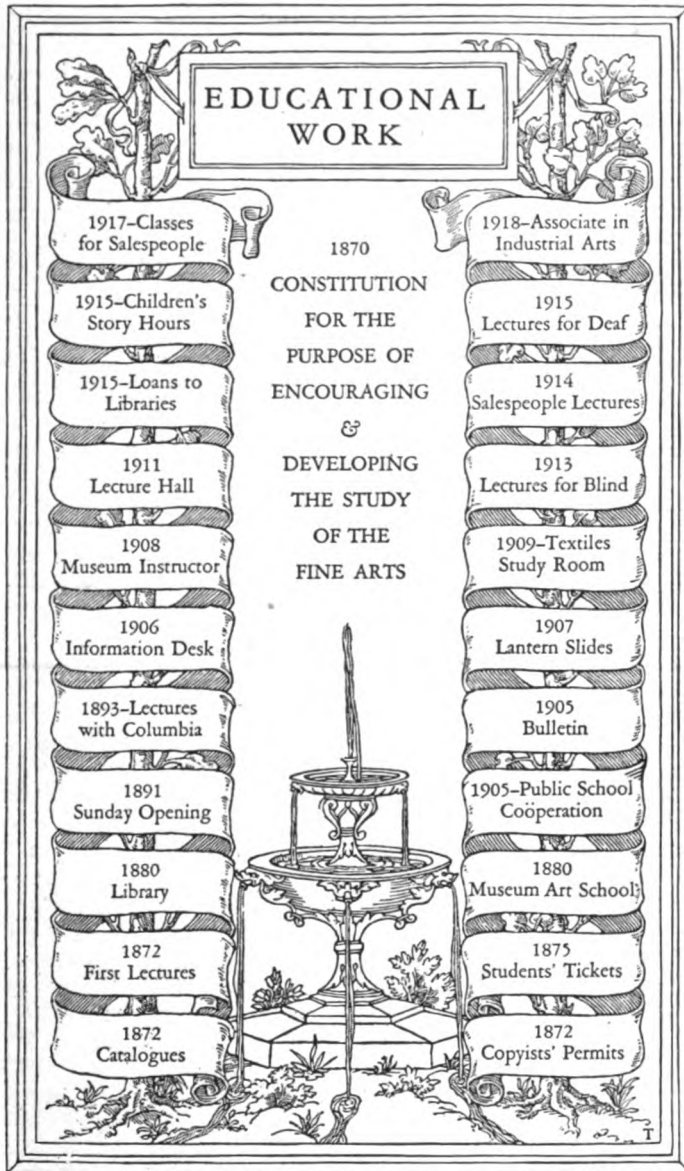 EDUCATIONAL
WORK
1917–Classes
for Salespeople
1915–Children's
Story Hours
1915–Loans to
Libraries
1911
Lecture Hall
1908
Museum Instructor
1906
Information Desk
1893–Lectures
with Columbia
1891
Sunday Opening
1880
Library
1872
First Lectures
1872
Catalogues
1870
CONSTITUTION
FOR THE
PURPOSE OF
ENCOURAGING
&
DEVELOPING
THE STUDY
OF THE
FINE ARTS
1918–Associate in
Industrial Arts
1915
Lectures for Deaf
1914
Salespeople Lectures
1913
Lectures for Blind
1909–Textiles
Study Room
1907
Lantern Slides
1905
Bulletin
1905–Public School
Coöperation
1880
Museum Art School
1875
Students' Tickets
1872
Copyists' Permits
T